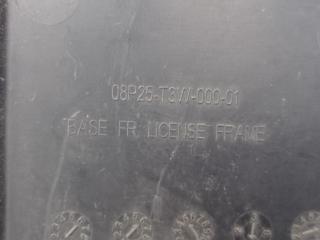 08P25-T3W-000-01
BASE FR LICENSE FRAME